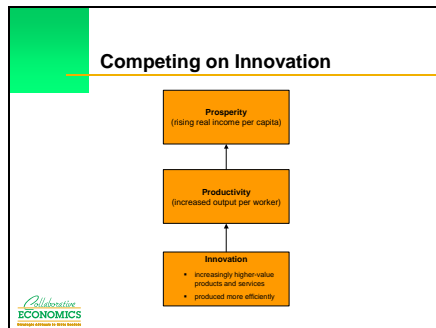 Competing on Innovation
Prosperity
(rising real income per capita)
Productivity
(increased output per worker)
Innovation
• increasingly higher-value
products and services
• produced more efficiently
Collaborative
ECONOMICS